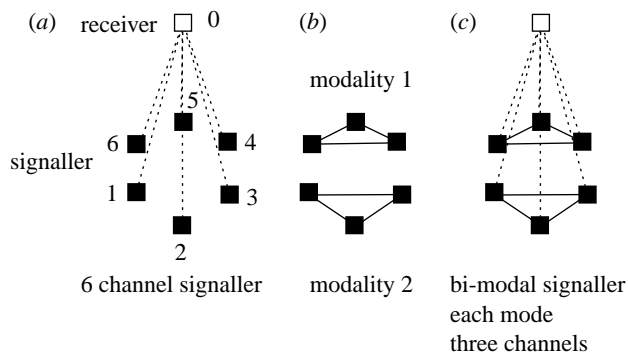 (a) receiver 0
5
6 4
signaller
1 3
2
6 channel signaller
(b)
modality 1
modality 2
(c)
bi-modal signaller
each mode
three channels